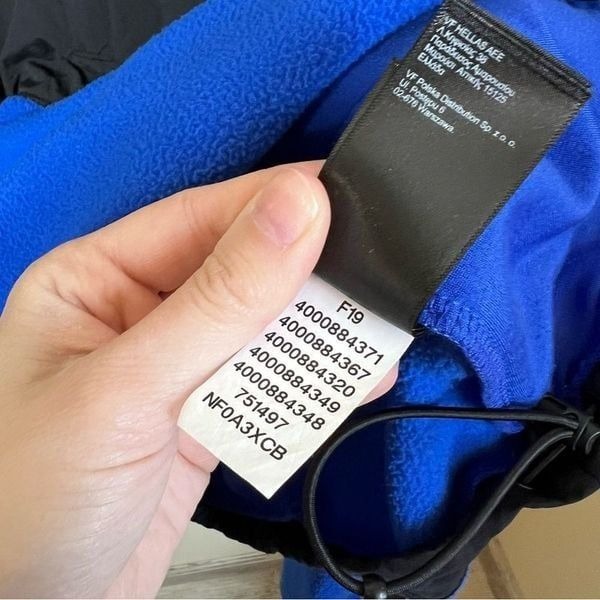 VF HELLAS AEE
Λ.Κηφισίας 38
Παράδεισος Αμαρουσίου
Μαρούσι Αττικής 15125
Ελλάδα
VF Polska Distribution Sp. z o. o.
Ul. Postępu 6
02-676 Warszawa
F19
4000884371
4000884367
4000884320
4000884349
4000884348
751497
NF0A3XCB